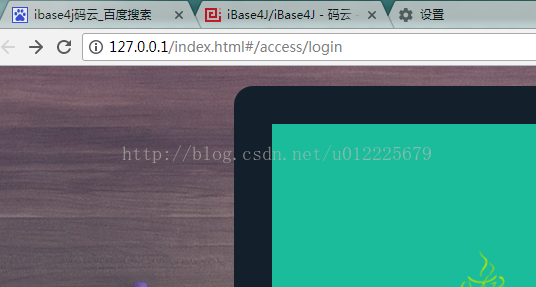 ibase4j码云_百度搜索 iBase4J/iBase4J - 码云 - 设置
127.0.0.1/index.html#/access/login
http://blog.csdn.net/u012225679